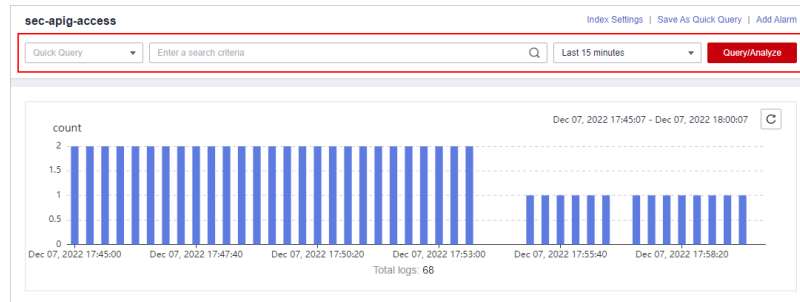 sec-apig-access
Index Settings | Save As Quick Query | Add Alarm
Quick Query
Enter a search criteria
Last 15 minutes
Query/Analyze
Dec 07, 2022 17:45:07 - Dec 07, 2022 18:00:07
count
2
1.5
1
0.5
0
Dec 07, 2022 17:45:00 Dec 07, 2022 17:47:40 Dec 07, 2022 17:50:20 Dec 07, 2022 17:53:00 Dec 07, 2022 17:55:40 Dec 07, 2022 17:58:20
Total logs: 68